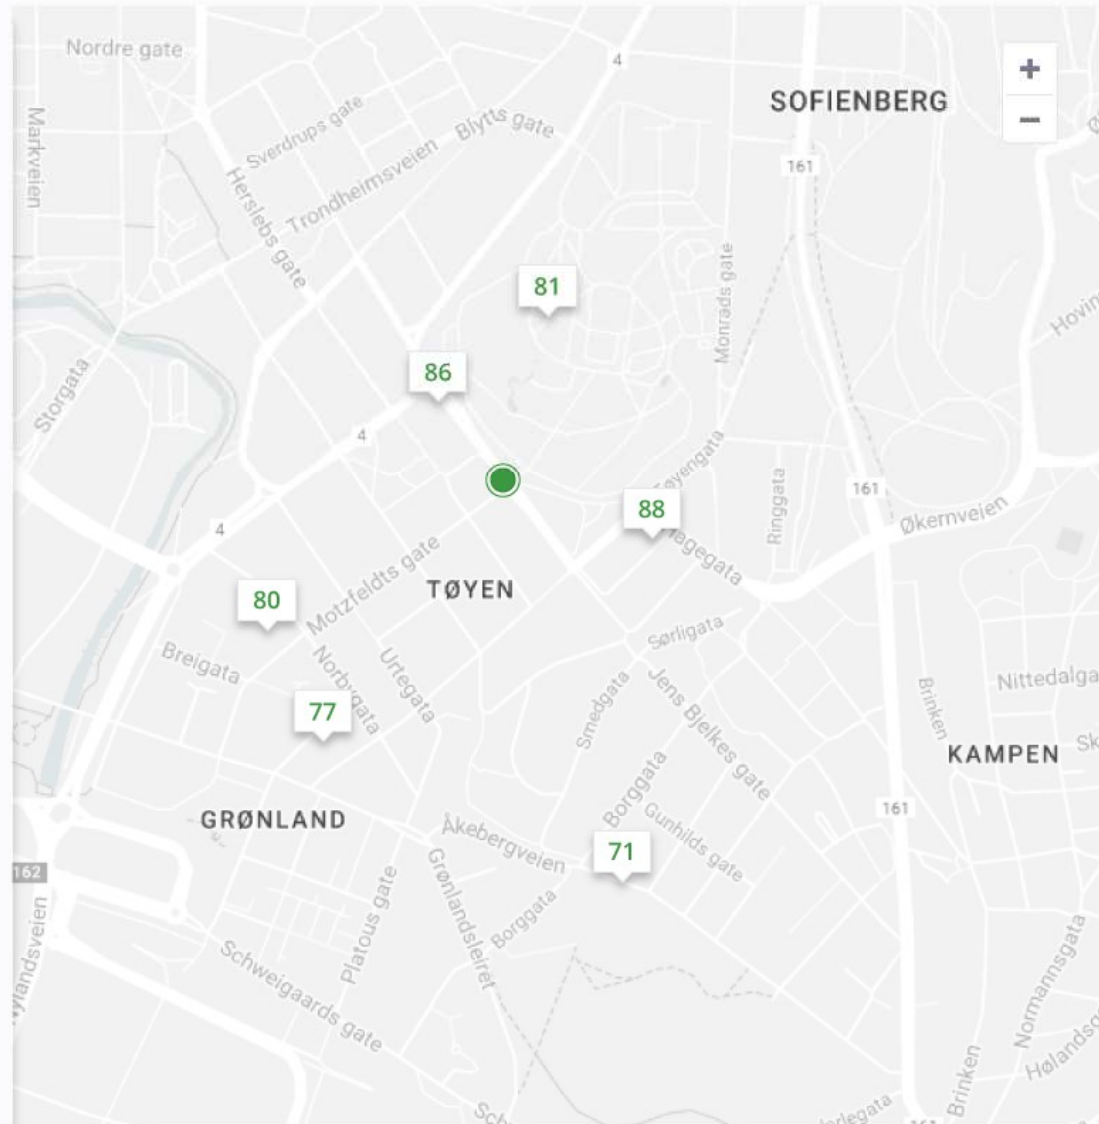 Nordre gate
4
SOFIENBERG
+
−
Markveien
Sverdrups gate
Blytts gate
Trondheimsveien
Herslebs gate
161
81
Monrads gate
Storgata
86
4
Tøyengata
161
Ringgata
88
Økernveien
4
Motzfeldts gate
TØYEN
80
Breigata
Norbygata
Urtegata
77
Sørligata
Smedgata
Jens Bjelkes gate
Brinken
KAMPEN
GRØNLAND
161
Borggata
Gunhilds gate
Åkebergveien
71
162
Grønlandsleiret
Platous gate
Borggata
Schweigaards gate
Normannsgata
Brinken